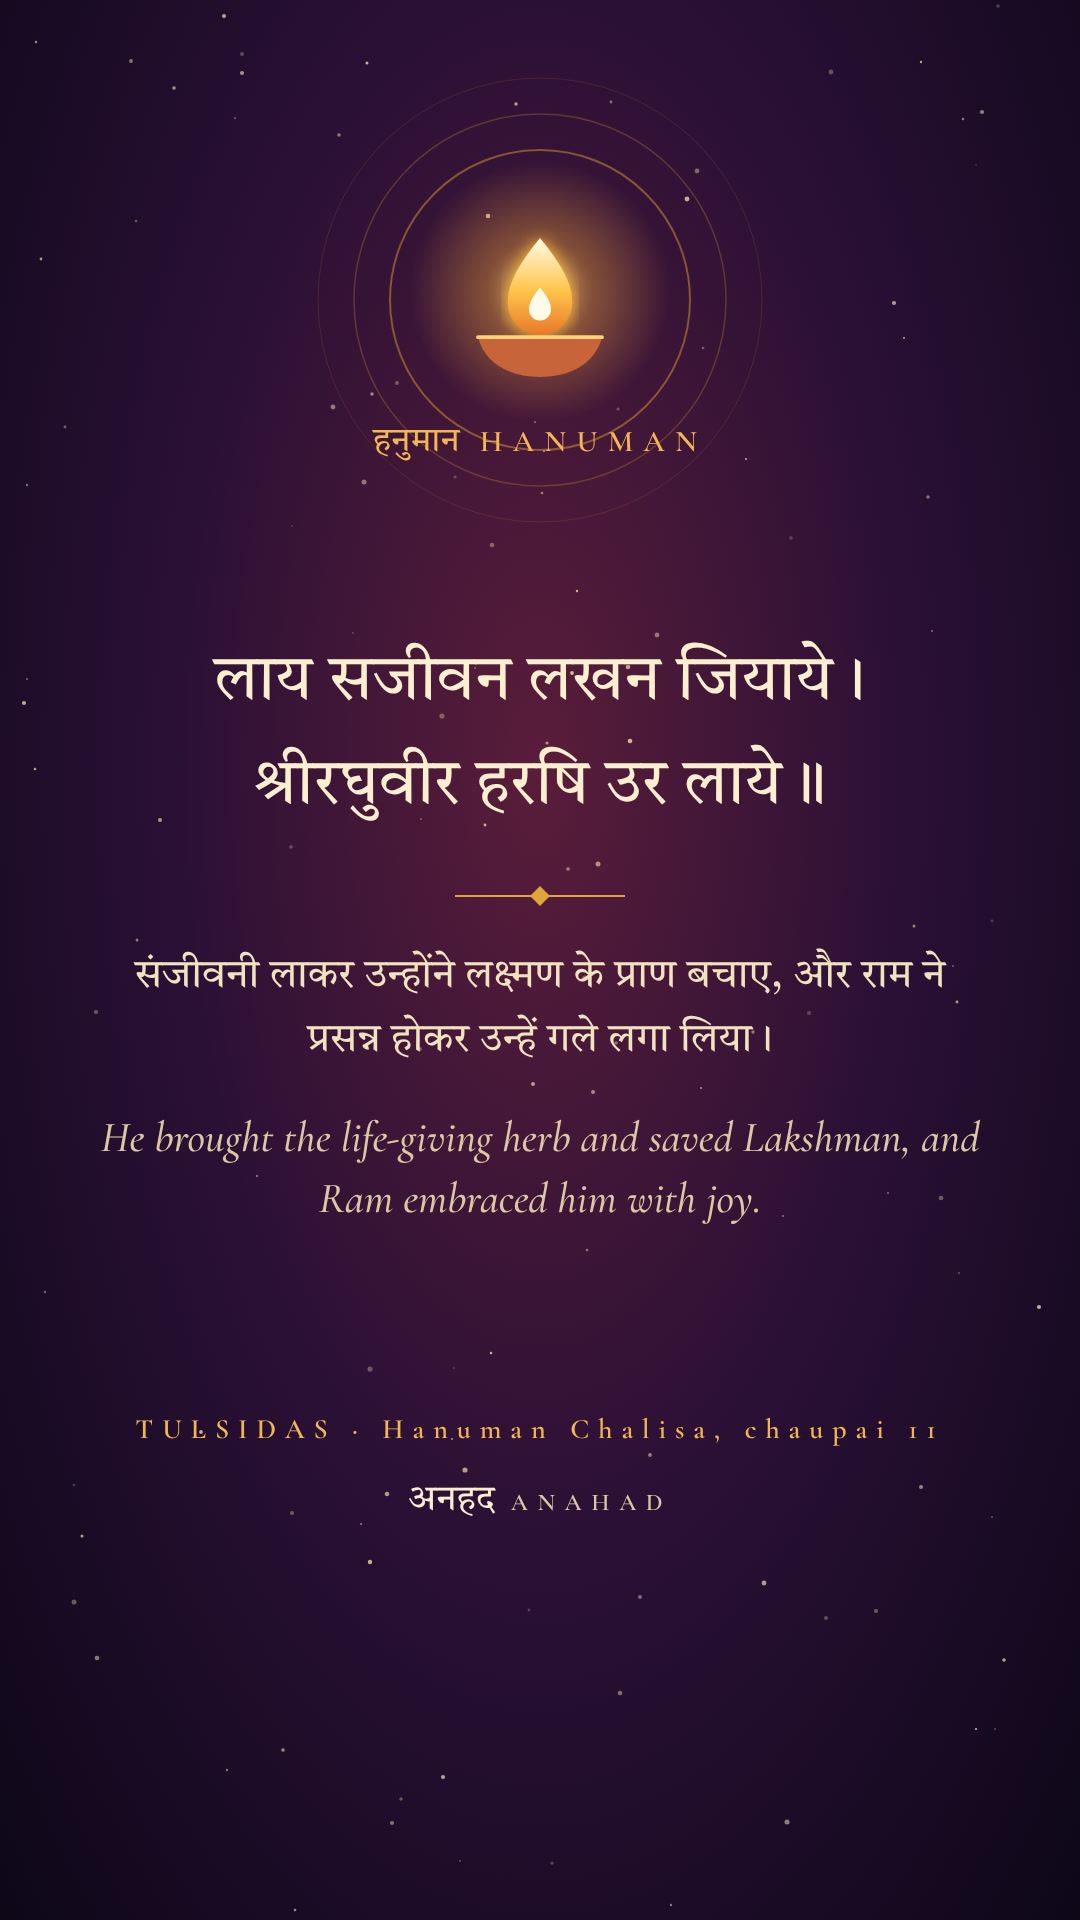 हनुमान HANUMAN
लाय सजीवन लखन जियाये।
श्रीरघुवीर हरषि उर लाये॥
संजीवनी लाकर उन्होंने लक्ष्मण के प्राण बचाए, और राम ने
प्रसन्न होकर उन्हें गले लगा लिया।
He brought the life-giving herb and saved Lakshman, and
Ram embraced him with joy.
TULSIDAS · Hanuman Chalisa, chaupai 11
अनहद ANAHAD